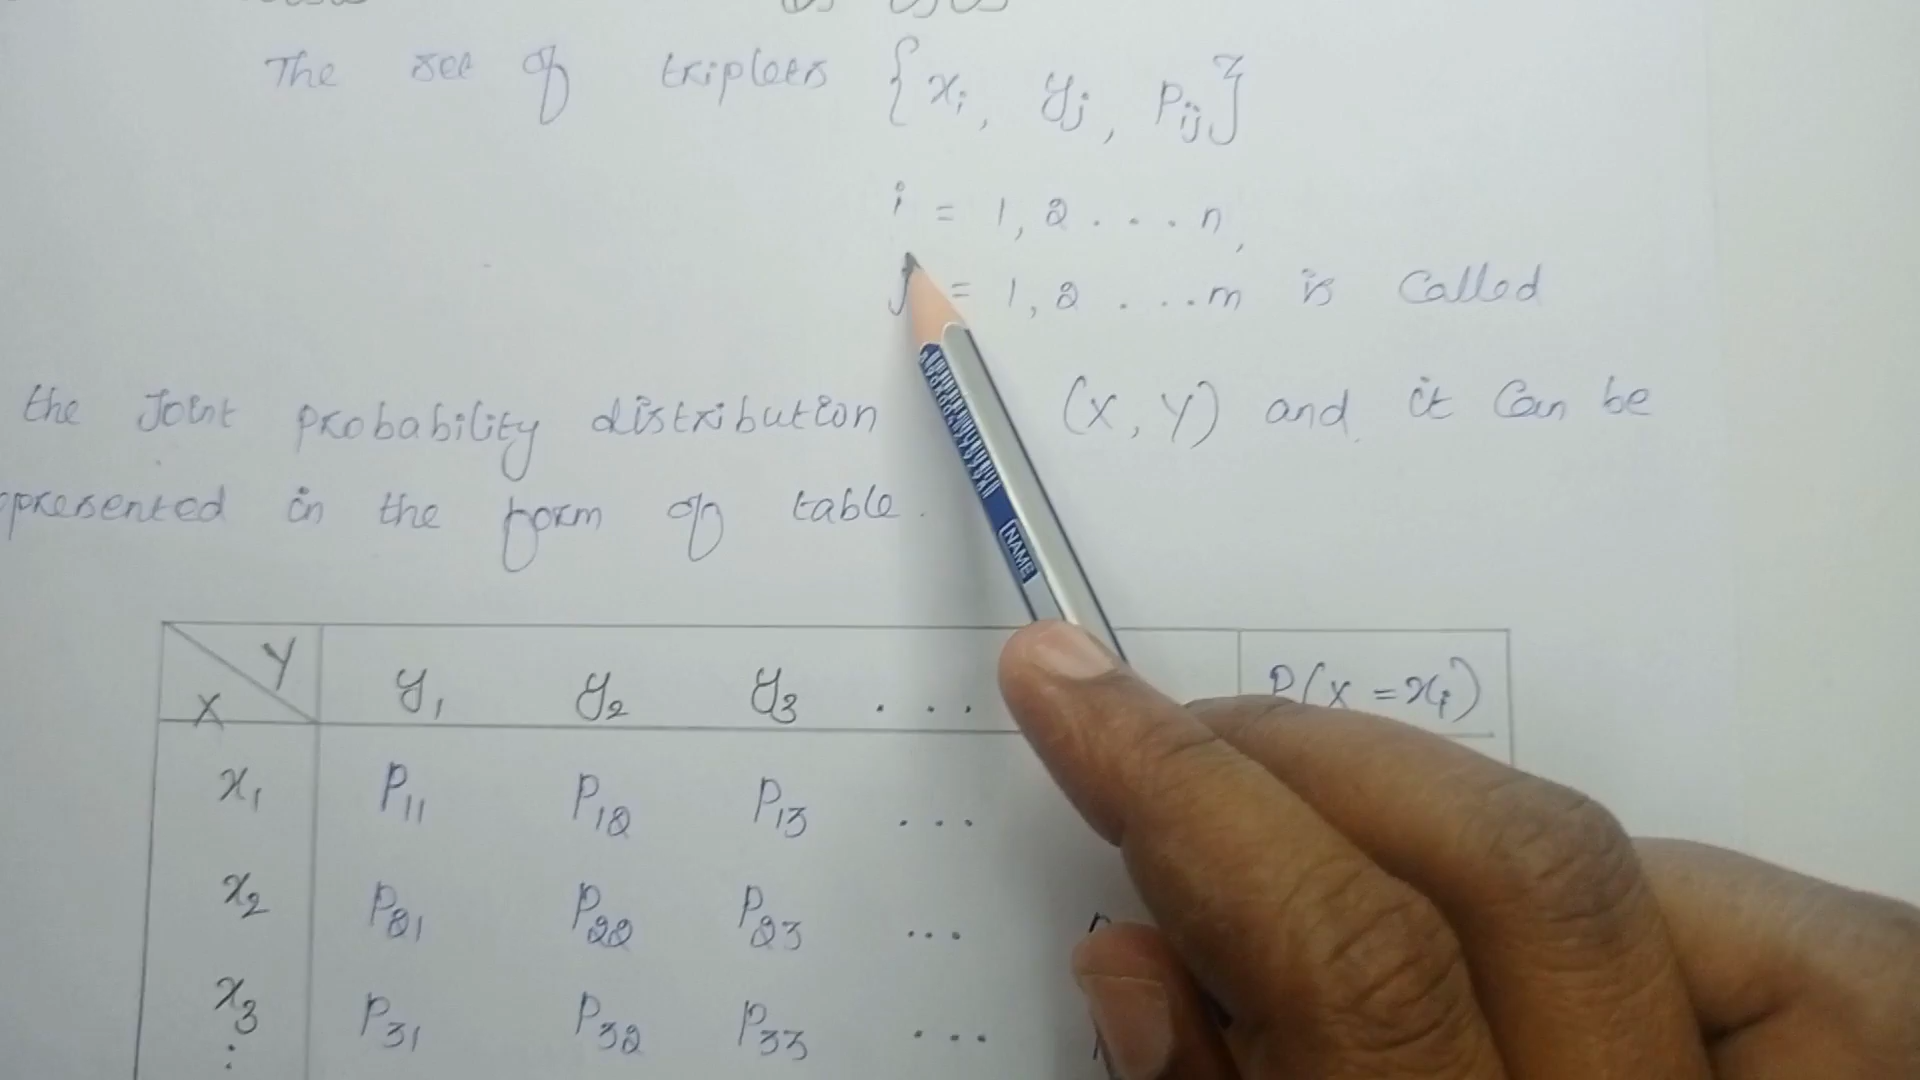 The set of triplets {xi, yj, Pij}
i = 1, 2 . . . n,
j = 1, 2 . . . m is called
the Joint probability distribution (X, Y) and it can be
presented in the form of table.
NAME
X Y y1 y2 y3 . . . P(X = xi)
x1 P11 P12 P13 . . .
x2 P21 P22 P23 . . .
x3 P31 P32 P33 . . .